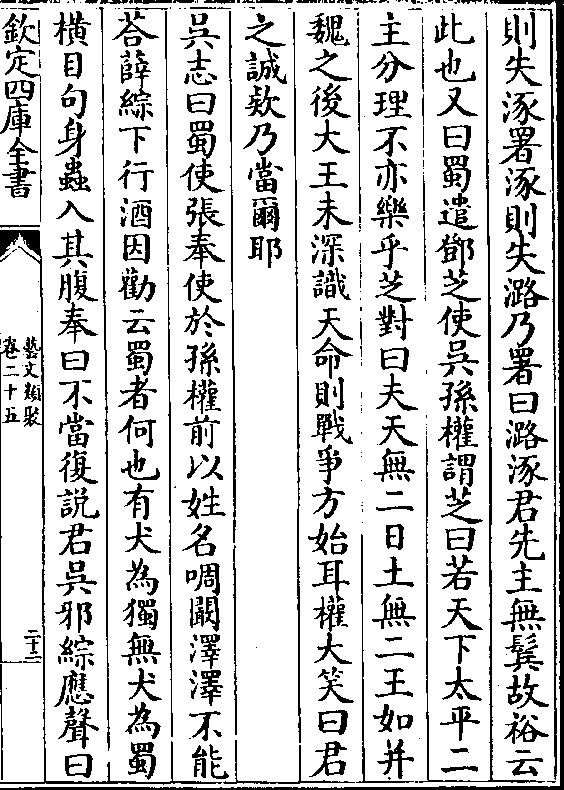 則失涿署涿則失潞乃署曰潞涿君先主無鬂故裕云
此也又曰蜀遣鄧芝使吳孫權謂芝曰若天下太平二
主分理不亦樂乎芝對曰夫天無二日土無二王如并
魏之後大王未深識天命則戰爭方始耳權大笑曰君
之誠欵乃當爾耶
吳志曰蜀使張奉使於孫權前以姓名啁闞澤澤不能
荅薛綜下行酒因勸云蜀者何也有犬為獨無犬為蜀
橫目句身蟲入其腹奉曰不當復説君吳邪綜應聲曰
欽定四庫全書
藝文類聚
卷二十五
二十二